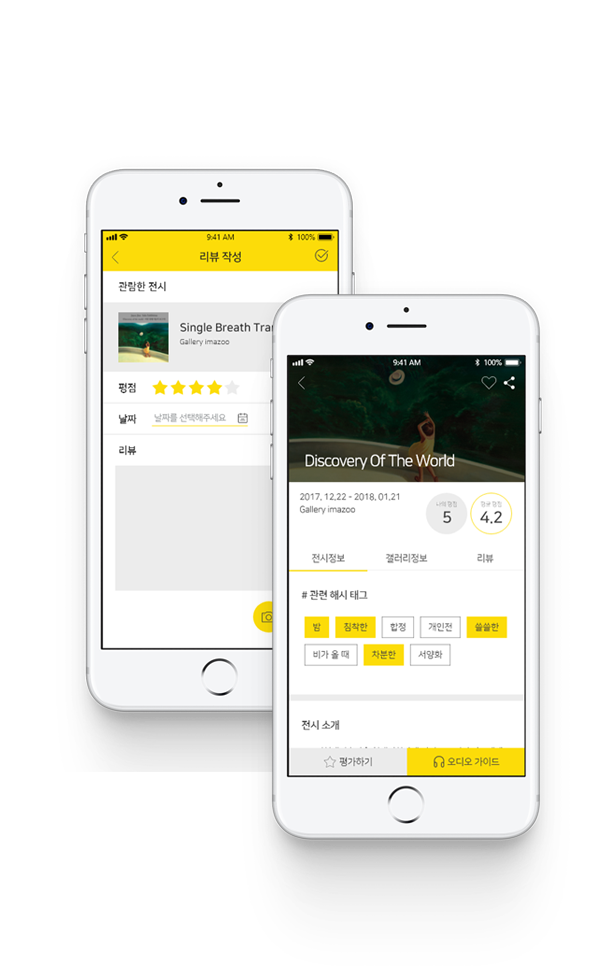 9:41 AM
100%
리뷰 작성
관람한 전시
Single Breath Tran
Gallery imazoo
평점
날짜
날짜를 선택해주세요
리뷰
9:41 AM
100%
Discovery Of The World
2017, 12,22 - 2018, 01,21
Gallery imazoo
나의 평점
5
평균 평점
4.2
전시정보
갤러리정보
리뷰
# 관련 해시 태그
밤
침착한
합정
개인전
쓸쓸한
비가 올 때
차분한
서양화
전시 소개
평가하기
오디오 가이드